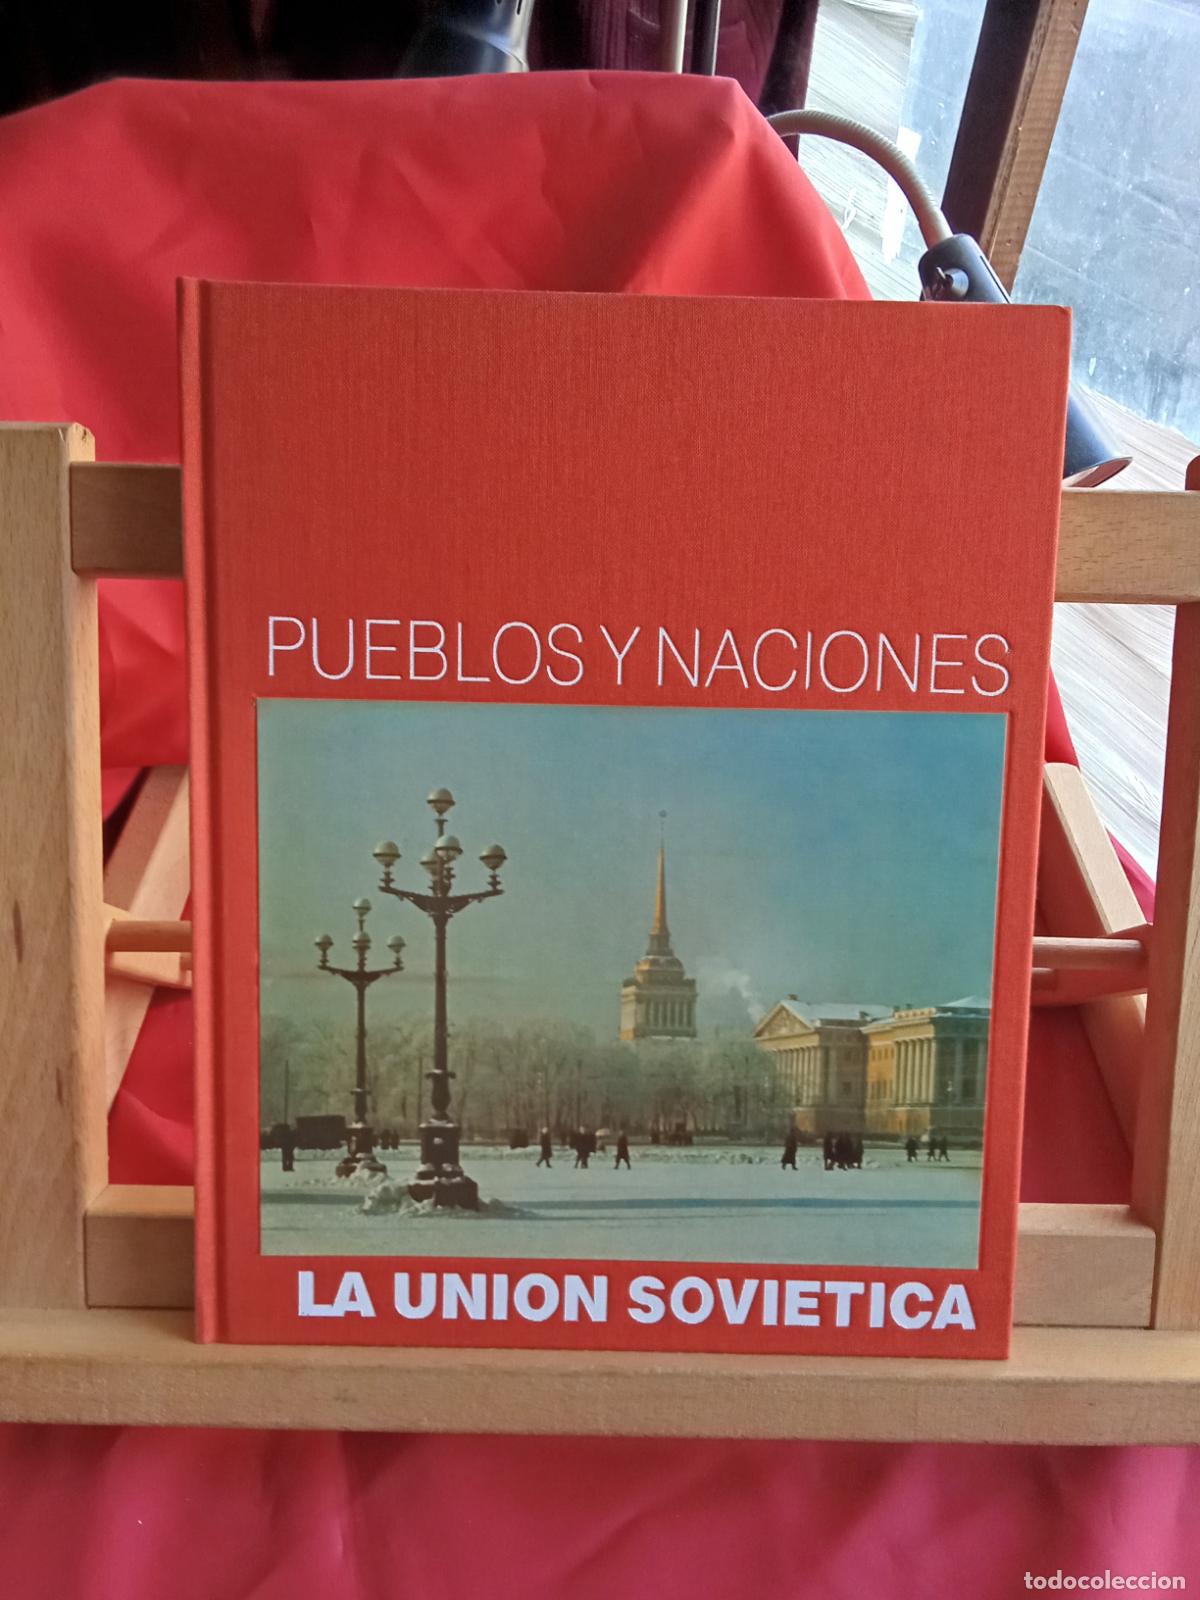 PUEBLOS Y NACIONES
LA UNION SOVIETICA
todocoleccion